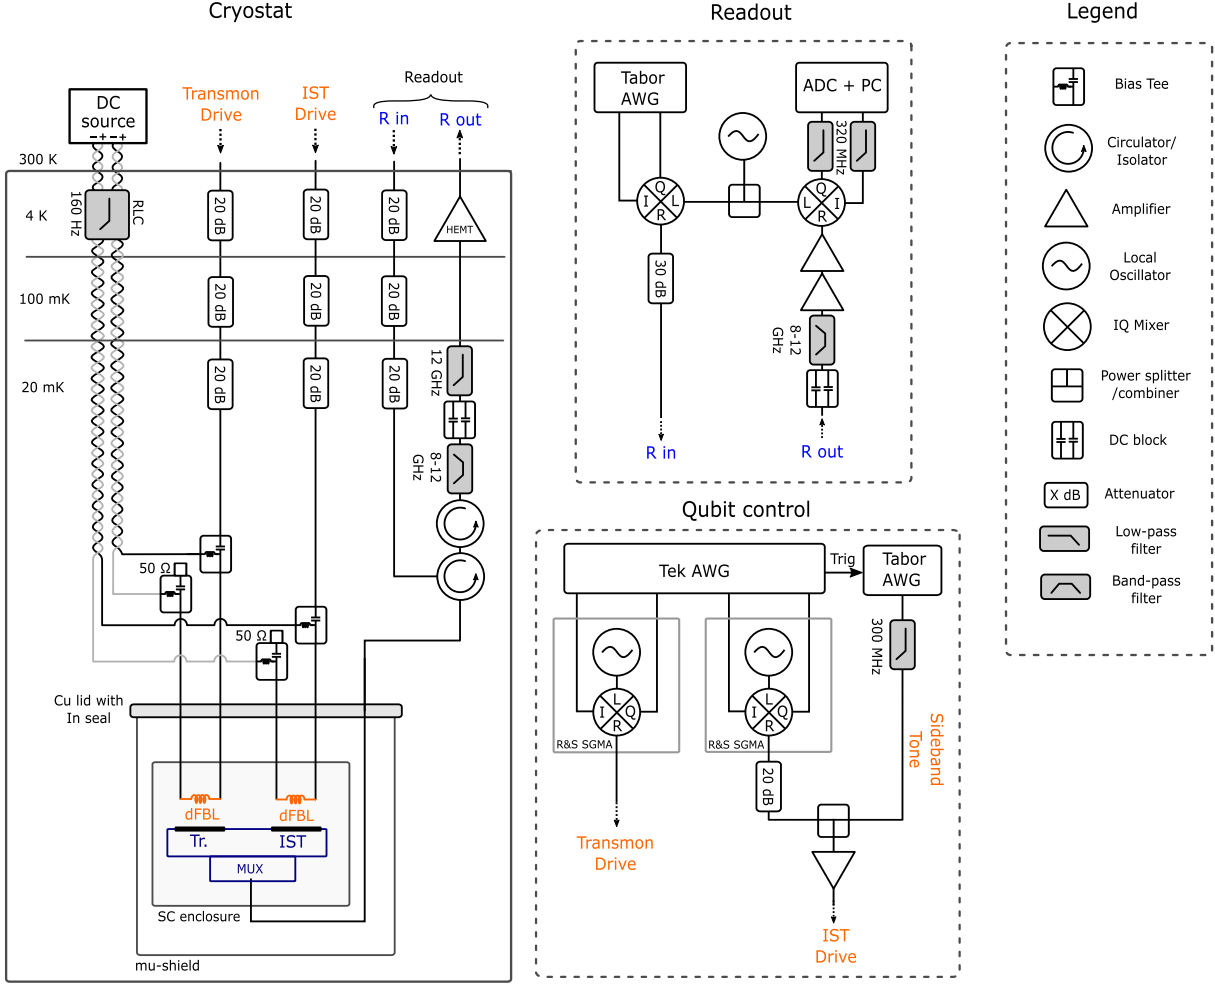 Cryostat
Readout
Legend
DC
source
−+−+
Transmon
Drive
IST
Drive
Readout
R in
R out
300 K
4 K
100 mK
20 mK
160 Hz
RLC
20 dB
20 dB
20 dB
HEMT
20 dB
20 dB
20 dB
20 dB
20 dB
20 dB
12 GHz
8-12
GHz
50 Ω
50 Ω
Cu lid with
In seal
dFBL
dFBL
Tr.
IST
MUX
SC enclosure
mu-shield
Tabor
AWG
ADC + PC
320 MHz
Q
I
L
R
Q
L
I
R
30 dB
8-12
GHz
R in
R out
Qubit control
Tek AWG
Trig
Tabor
AWG
300 MHz
L
I
Q
R
R&S SGMA
L
I
Q
R
R&S SGMA
20 dB
Sideband
Tone
Transmon
Drive
IST
Drive
Bias Tee
Circulator/
Isolator
Amplifier
Local
Oscillator
IQ Mixer
Power splitter
/combiner
DC block
X dB
Attenuator
Low-pass
filter
Band-pass
filter